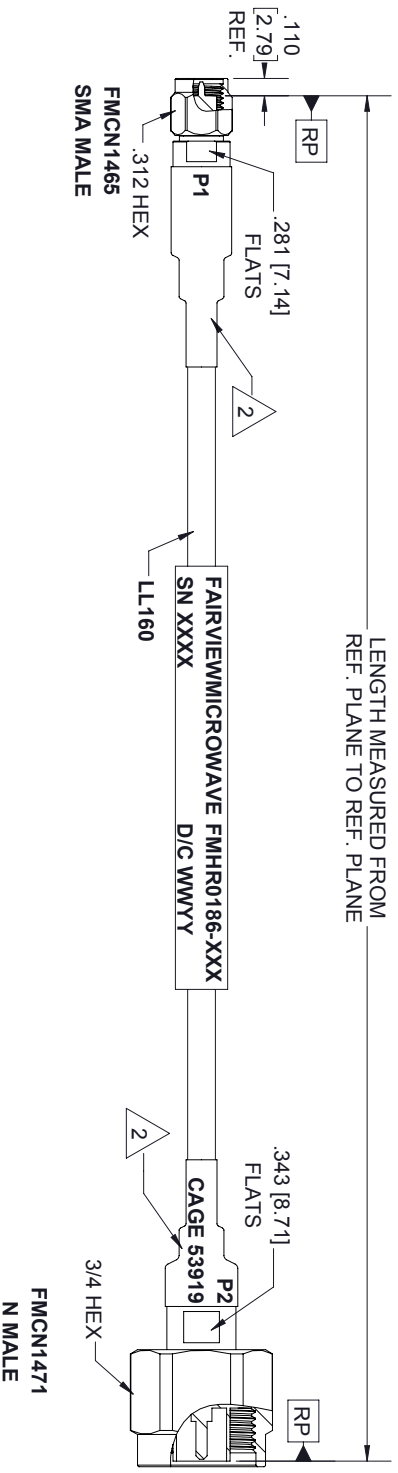 LENGTH MEASURED FROM
REF. PLANE TO REF. PLANE
.110
[2.79]
REF.
RP
.281 [7.14]
FLATS
2
P1
.312 HEX
FMCN1465
SMA MALE
LL160
FAIRVIEWMICROWAVE FMHR0186-XXX
SN XXXX D/C WWYY
.343 [8.71]
FLATS
RP
2
P2
CAGE 53919
3/4 HEX
FMCN1471
N MALE